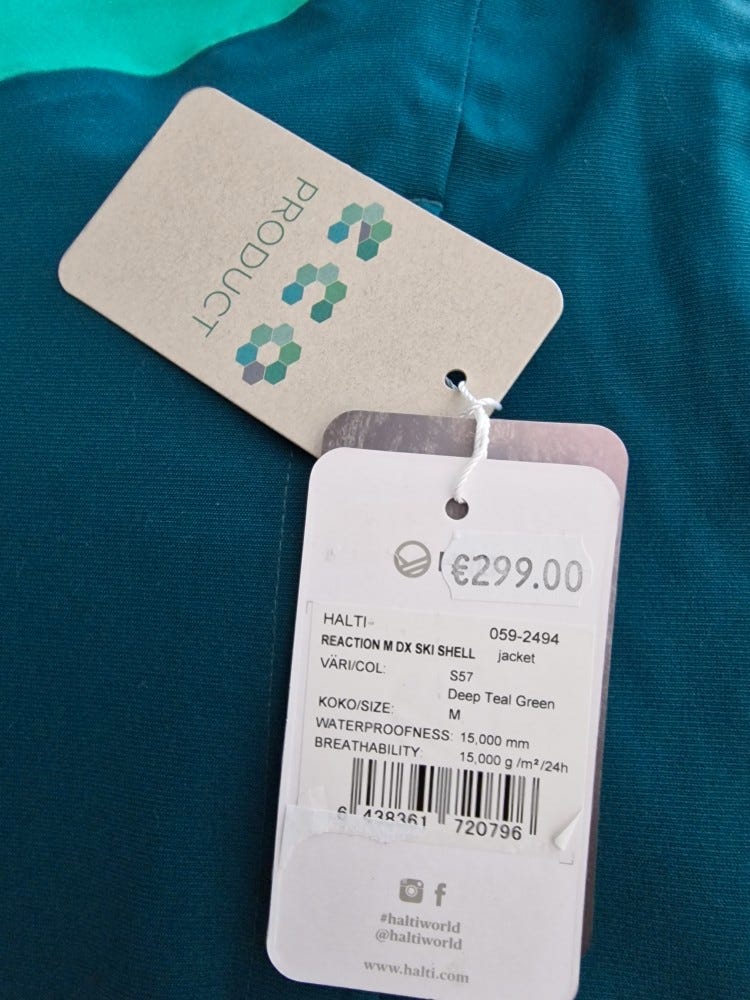 eco
PRODUCT
€299.00
HALTI
059-2494
REACTION M DX SKI SHELL
jacket
VÄRI/COL:
S57
Deep Teal Green
KOKO/SIZE:
M
WATERPROOFNESS: 15,000 mm
BREATHABILITY: 15,000 g /m²/24h
6 438361 720796
#haltiworld
@haltiworld
www.halti.com